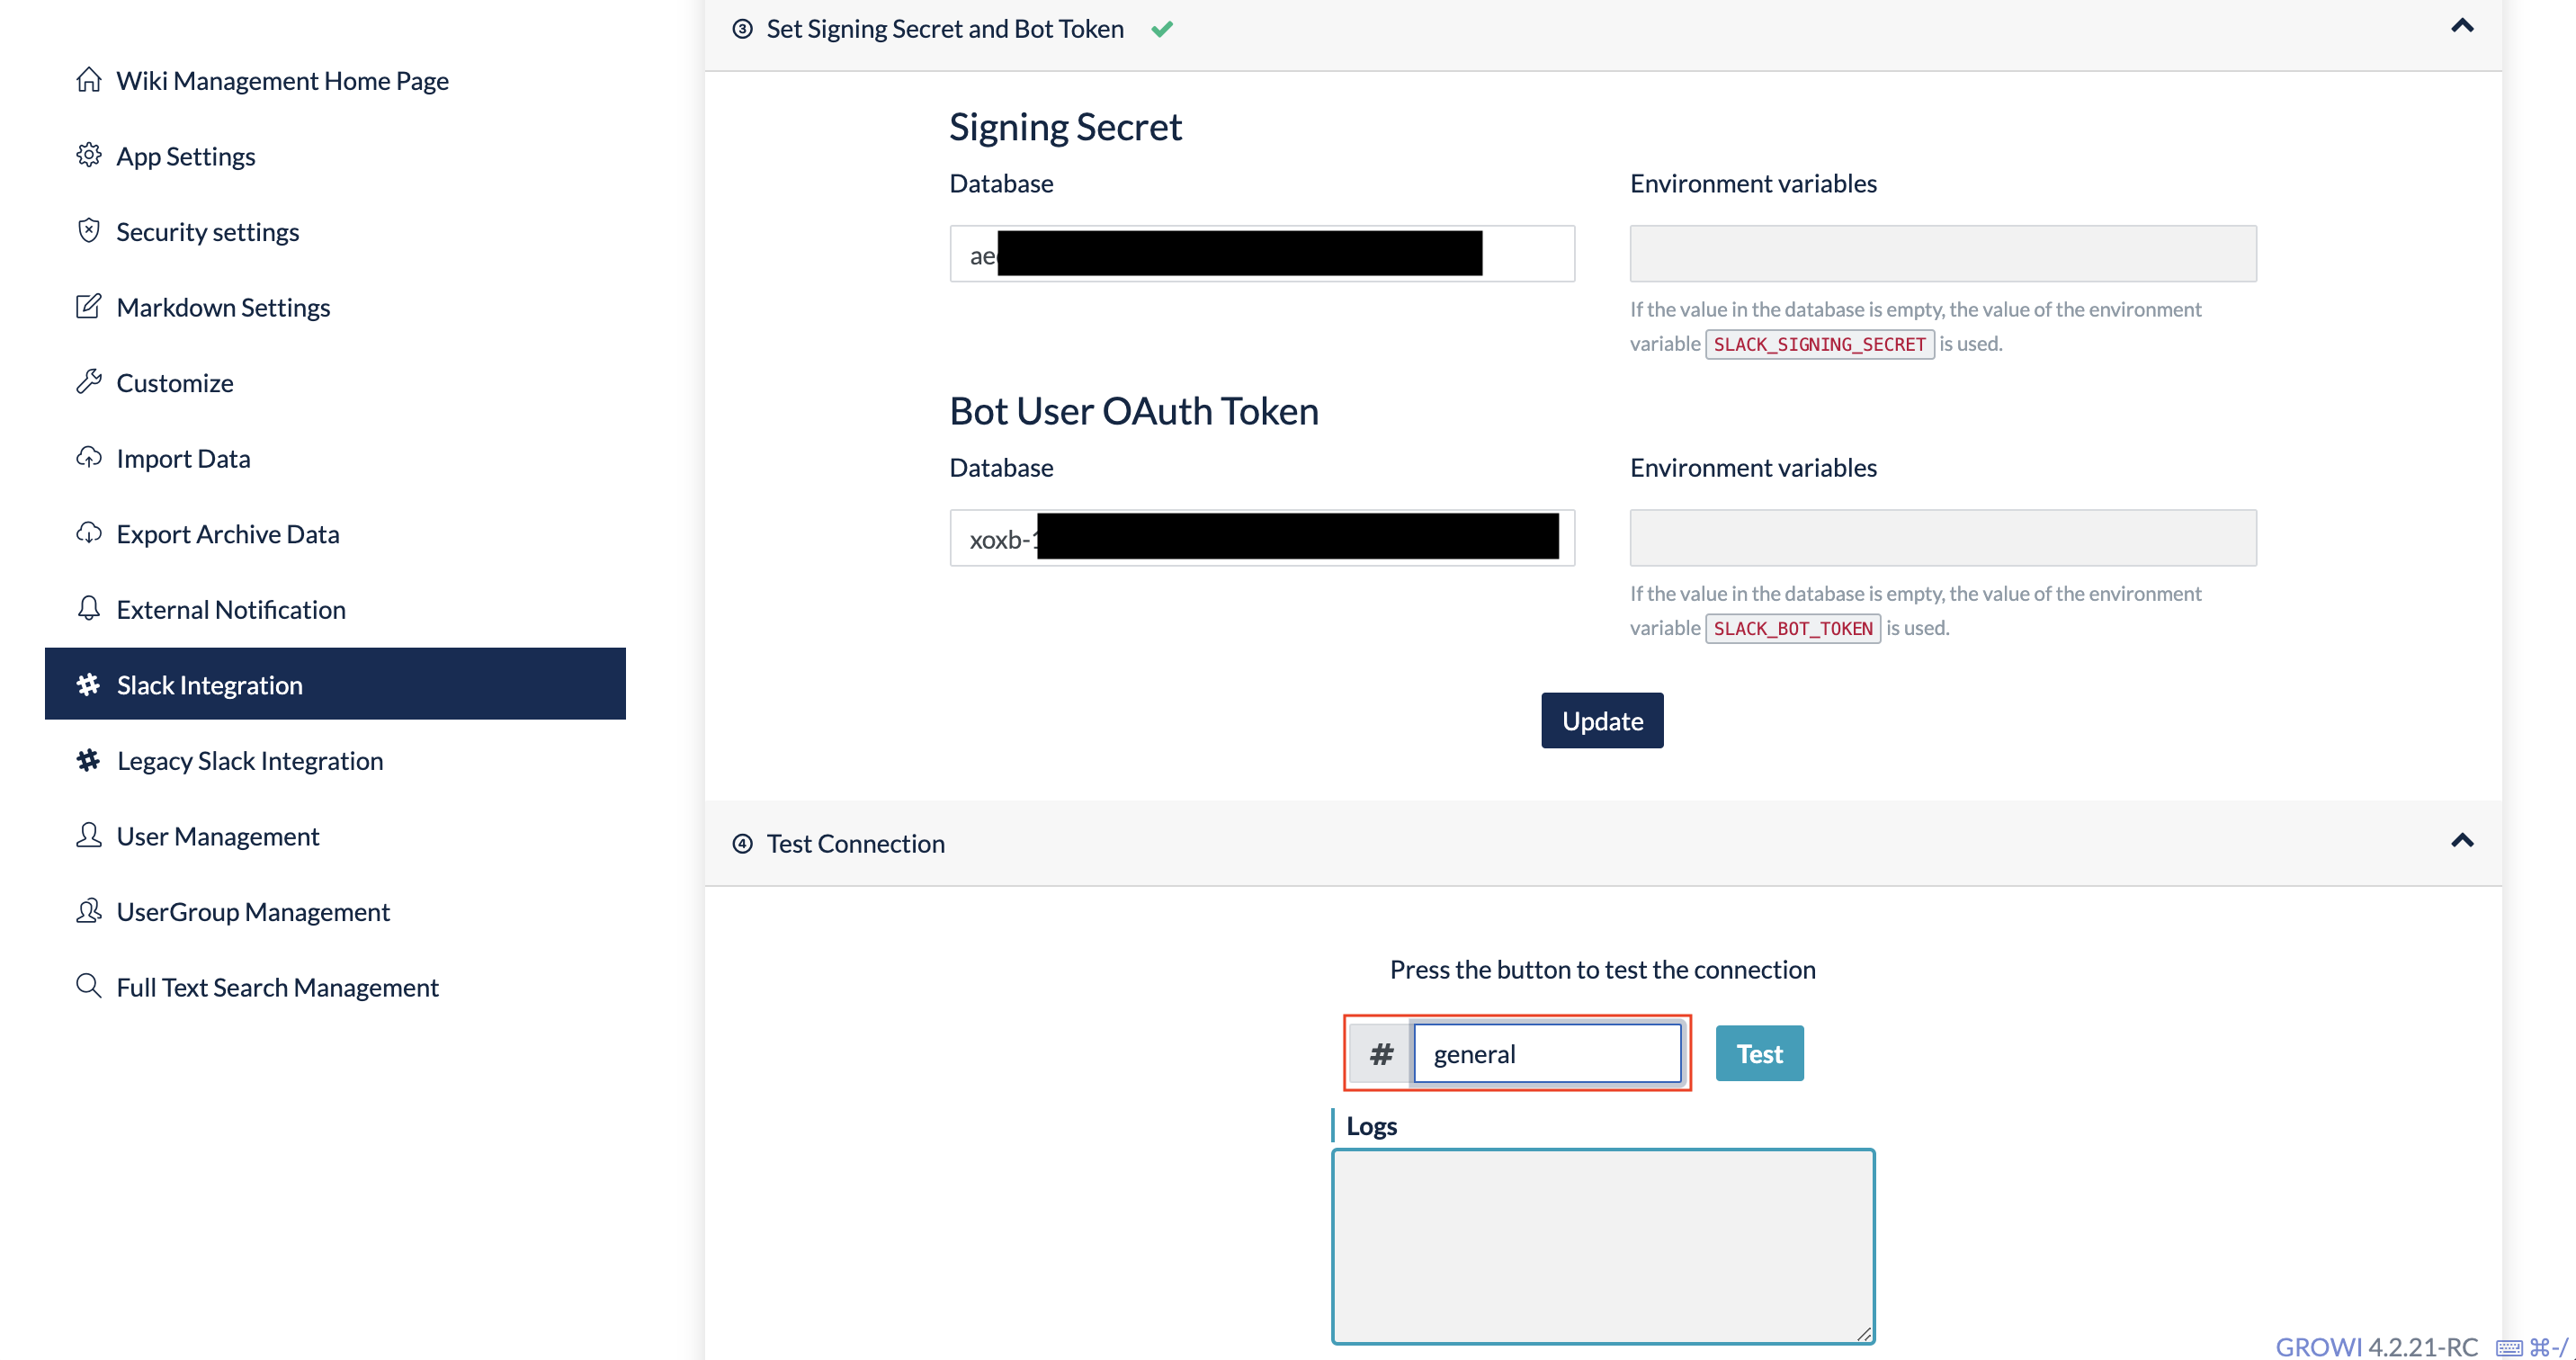 ③ Set Signing Secret and Bot Token
Wiki Management Home Page
App Settings
Security settings
Markdown Settings
Customize
Import Data
Export Archive Data
External Notification
Slack Integration
Legacy Slack Integration
User Management
UserGroup Management
Full Text Search Management
Signing Secret
Database
Environment variables
If the value in the database is empty, the value of the environment
variable SLACK_SIGNING_SECRET is used.
Bot User OAuth Token
Database
Environment variables
xoxb-
If the value in the database is empty, the value of the environment
variable SLACK_BOT_TOKEN is used.
Update
④ Test Connection
Press the button to test the connection
# general
Test
Logs
GROWI 4.2.21-RC ⌘-/